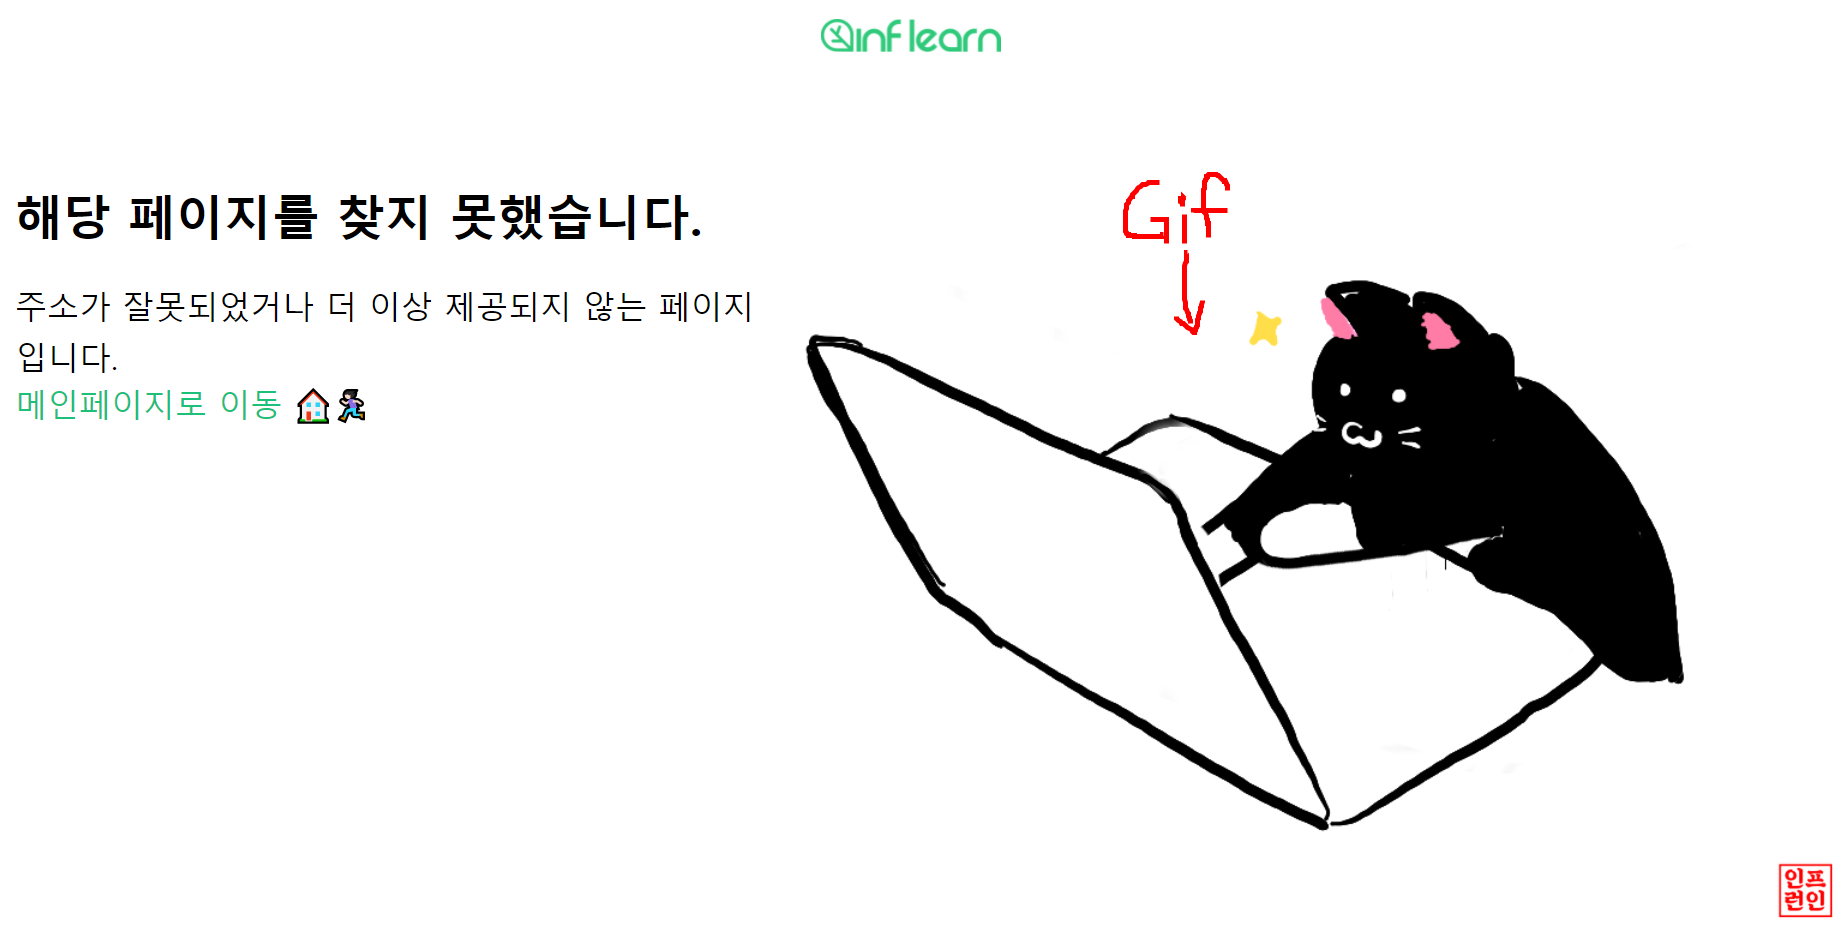 inflearn
해당 페이지를 찾지 못했습니다.
주소가 잘못되었거나 더 이상 제공되지 않는 페이지
입니다.
메인페이지로 이동 🏠🏃‍♀️
Gif
인프
런인